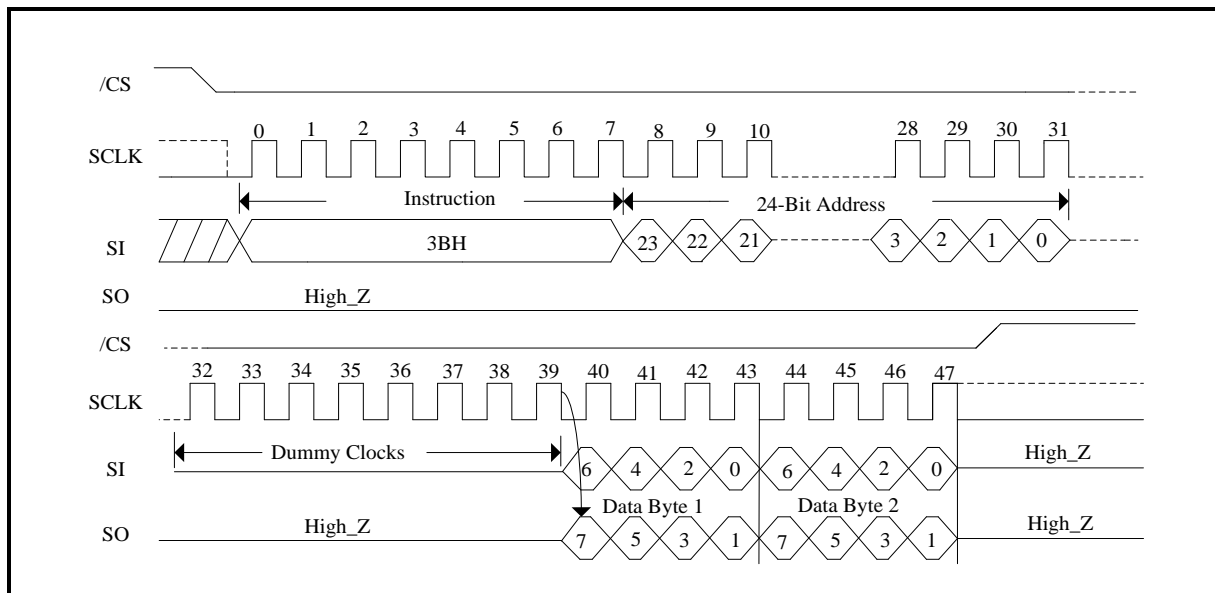 /CS
0 1 2 3 4 5 6 7 8 9 10 28 29 30 31
SCLK
Instruction 24-Bit Address
SI 3BH 23 22 21 3 2 1 0
SO High_Z
/CS
32 33 34 35 36 37 38 39 40 41 42 43 44 45 46 47
SCLK
Dummy Clocks
SI 6 4 2 0 6 4 2 0 High_Z
Data Byte 1 Data Byte 2
SO High_Z 7 5 3 1 7 5 3 1 High_Z